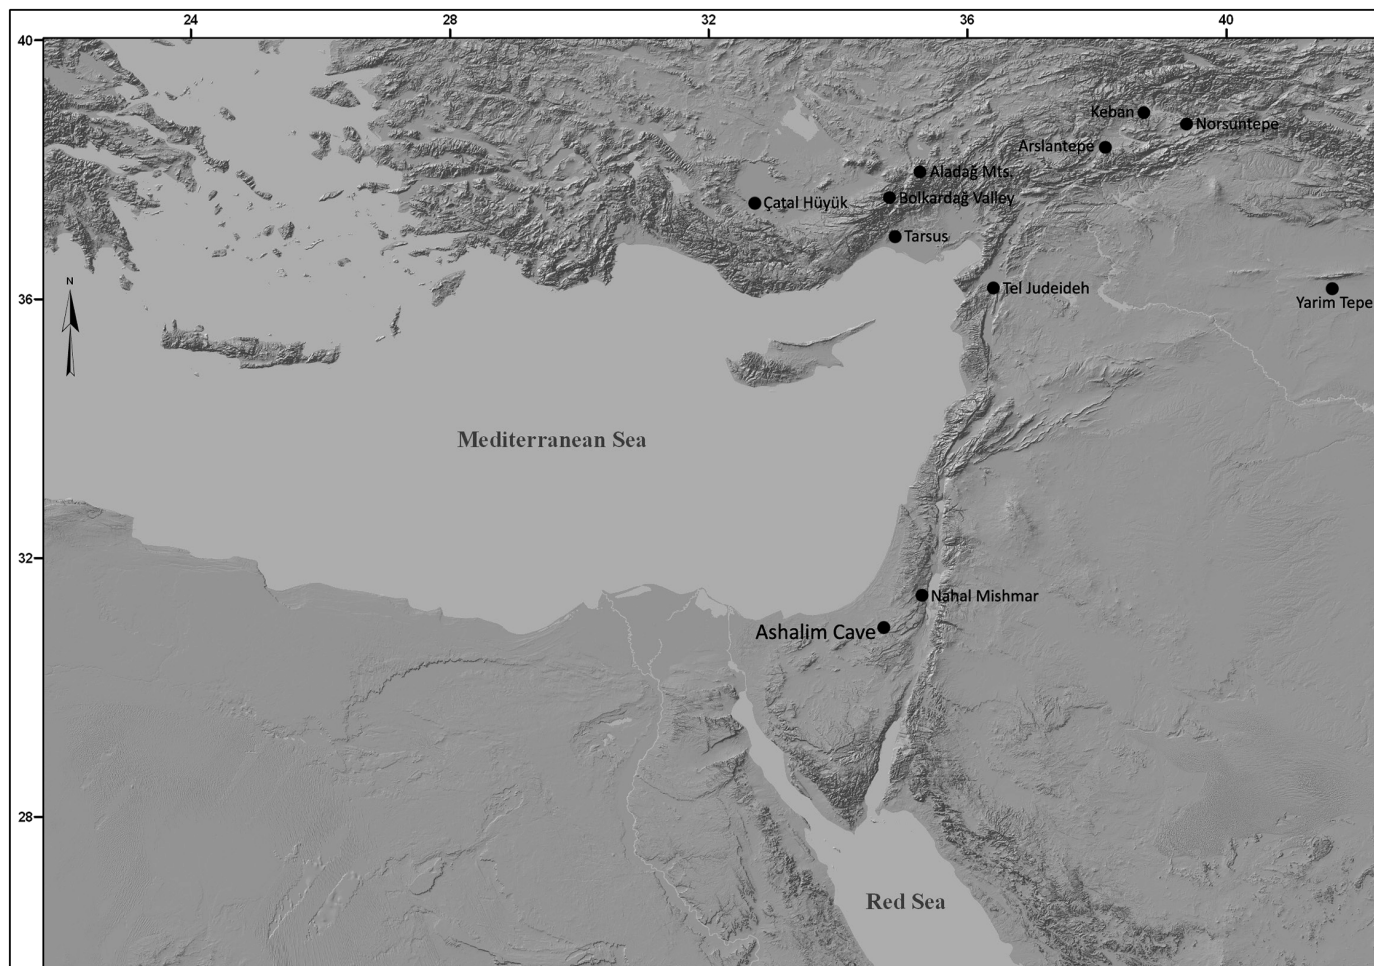 24 28 32 36 40
40
Keban
Norsuntepe
Arslantepe
Aladağ Mts.
Bolkardağ Valley
Çatal Hüyük
Tarsus
N
36
Tel Judeideh
Yarim Tepe
Mediterranean Sea
32
Nahal Mishmar
Ashalim Cave
28
Red Sea